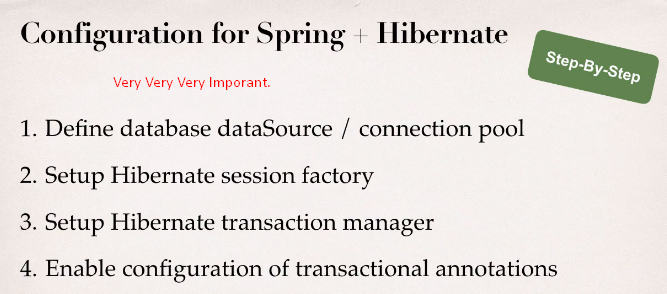 Configuration for Spring + Hibernate
Step-By-Step
Very Very Very Imporant.
1. Define database dataSource / connection pool
2. Setup Hibernate session factory
3. Setup Hibernate transaction manager
4. Enable configuration of transactional annotations